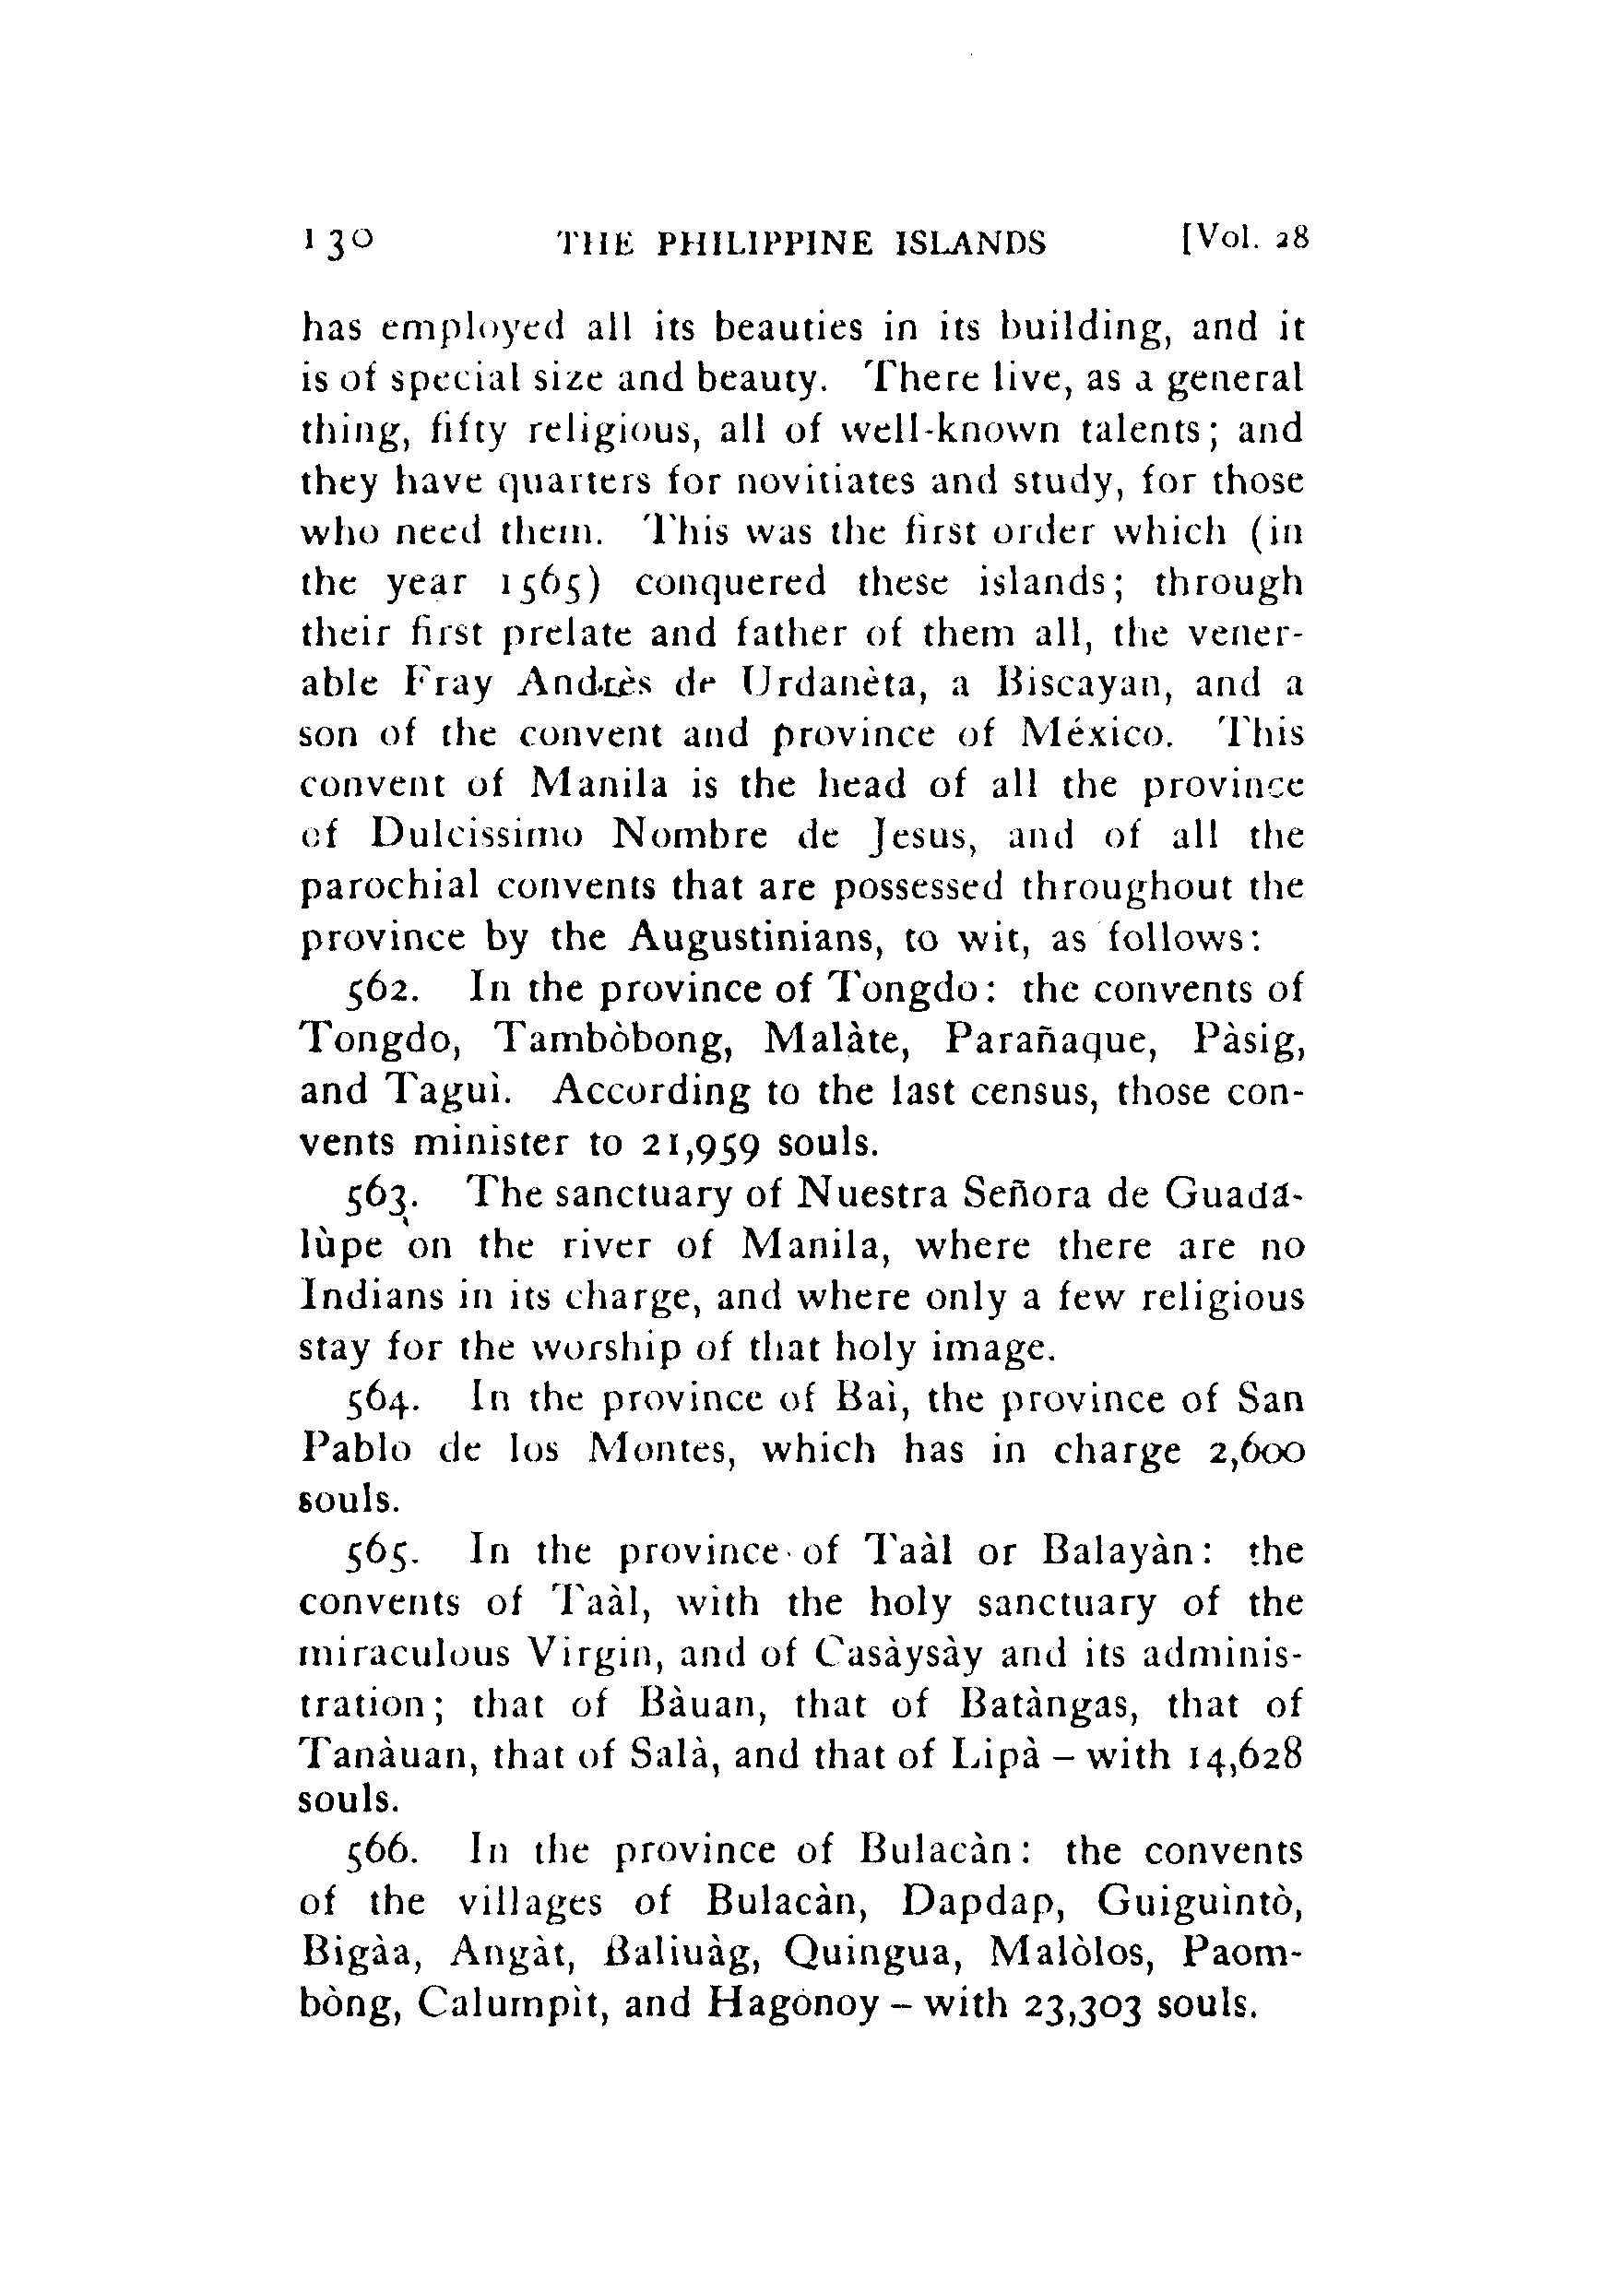 130 THE PHILIPPINE ISLANDS [Vol. 28
has employed all its beauties in its building, and it
is of special size and beauty. There live, as a general
thing, fifty religious, all of well-known talents; and
they have quarters for novitiates and study, for those
who need them. This was the first order which (in
the year 1565) conquered these islands; through
their first prelate and father of them all, the vener-
able Fray Andrès de Urdanèta, a Biscayan, and a
son of the convent and province of México. This
convent of Manila is the head of all the province
of Dulcissimo Nombre de Jesus, and of all the
parochial convents that are possessed throughout the
province by the Augustinians, to wit, as follows:
562. In the province of Tongdo: the convents of
Tongdo, Tambòbong, Malàte, Parañaque, Pàsig,
and Taguì. According to the last census, those con-
vents minister to 21,959 souls.
563. The sanctuary of Nuestra Señora de Guada-
lùpe on the river of Manila, where there are no
Indians in its charge, and where only a few religious
stay for the worship of that holy image.
564. In the province of Bai, the province of San
Pablo de los Montes, which has in charge 2,600
souls.
565. In the province of Taàl or Balayàn: the
convents of Taàl, with the holy sanctuary of the
miraculous Virgin, and of Casàysày and its adminis-
tration; that of Bàuan, that of Batàngas, that of
Tanàuan, that of Salà, and that of Lipà – with 14,628
souls.
566. In the province of Bulacàn: the convents
of the villages of Bulacàn, Dapdap, Guiguintò,
Bigàa, Angàt, Baliuàg, Quingua, Malòlos, Paom-
bòng, Calumpìt, and Hagònoy – with 23,303 souls.